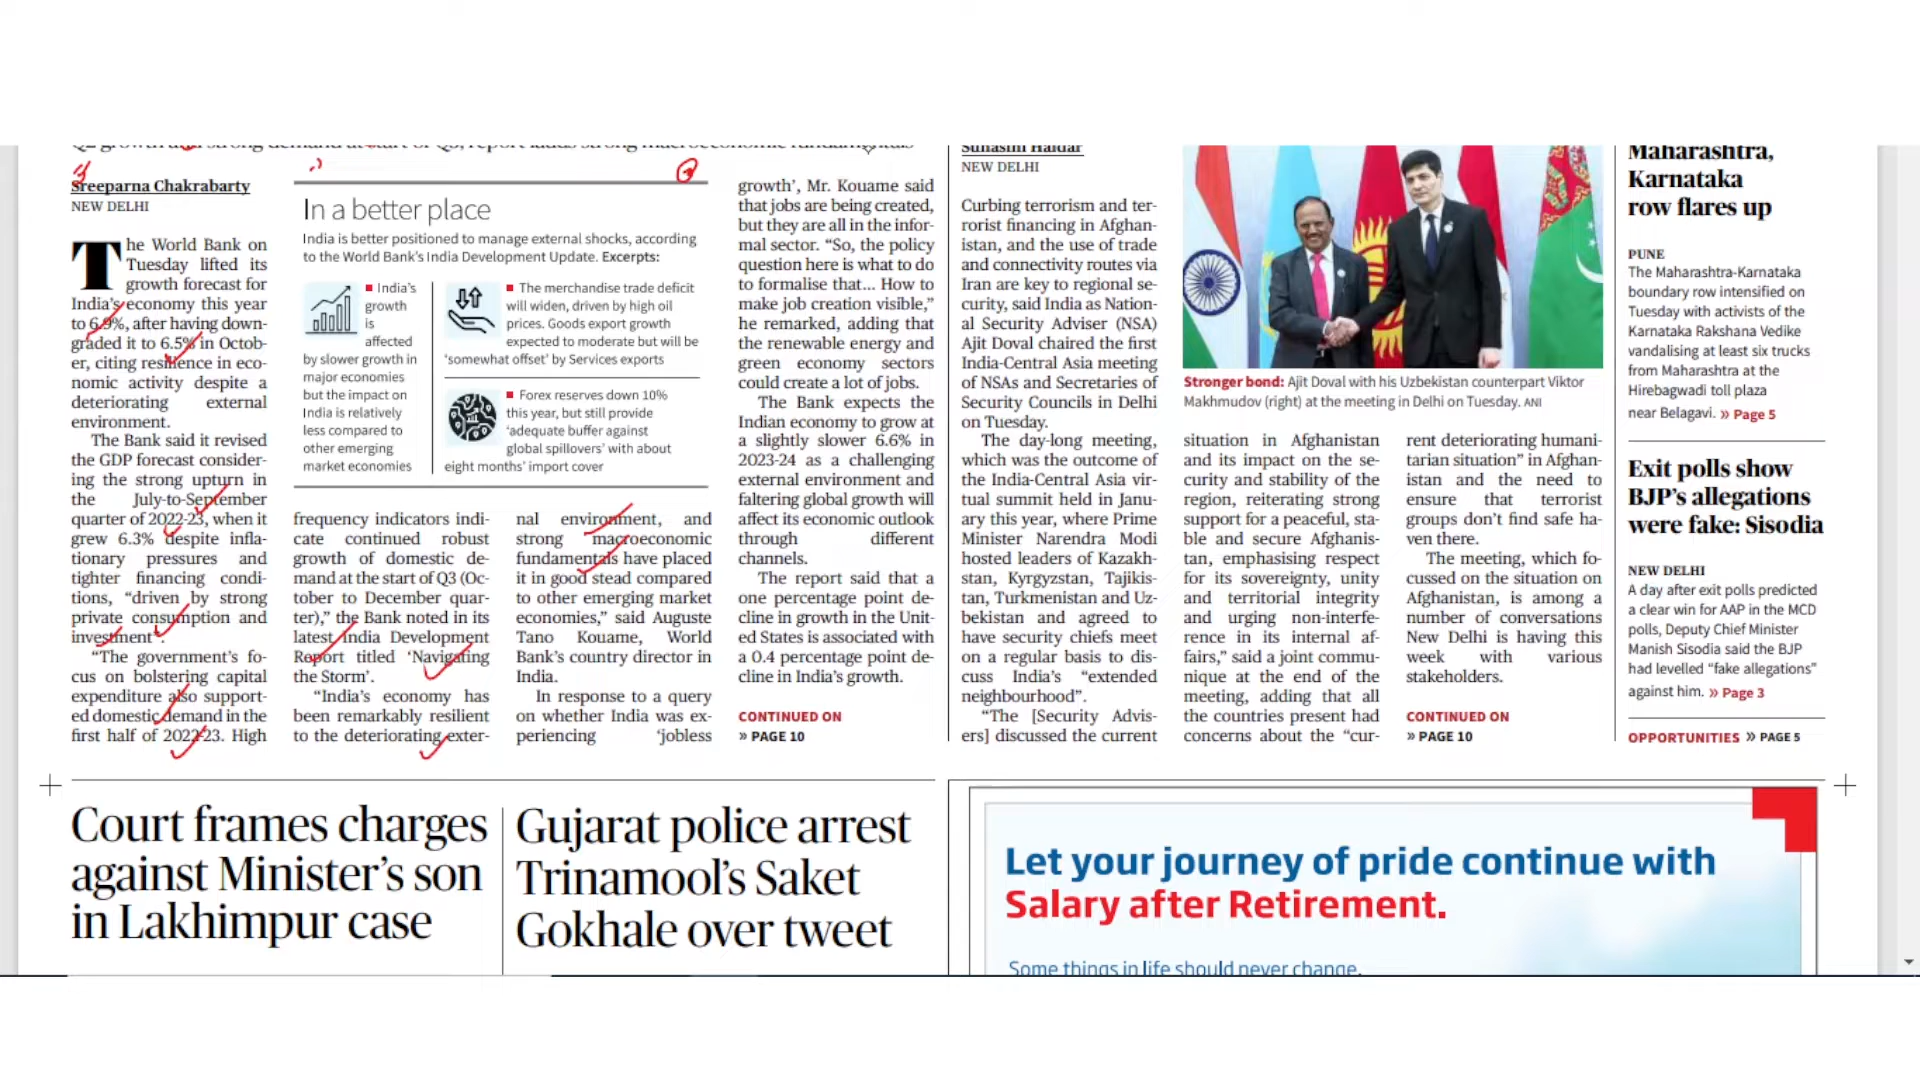 Q2 growth and strong demand at start of Q3, report lauds strong macroeconomic fundamentals
Sreeparna Chakrabarty
NEW DELHI
The World Bank on
Tuesday lifted its
growth forecast for
India's economy this year
to 6.9%, after having down-
graded it to 6.5% in Octob-
er, citing resilience in eco-
nomic activity despite a
deteriorating external
environment.
The Bank said it revised
the GDP forecast consider-
ing the strong upturn in
the July-to-September
quarter of 2022-23, when it
grew 6.3% despite infla-
tionary pressures and
tighter financing condi-
tions, “driven by strong
private consumption and
investment”.
“The government's fo-
cus on bolstering capital
expenditure also support-
ed domestic demand in the
first half of 2022-23. High
In a better place
India is better positioned to manage external shocks, according
to the World Bank's India Development Update. Excerpts:
India's
growth
is
affected
by slower growth in
major economies
but the impact on
India is relatively
less compared to
other emerging
market economies
The merchandise trade deficit
will widen, driven by high oil
prices. Goods export growth
expected to moderate but will be
‘somewhat offset’ by Services exports
Forex reserves down 10%
this year, but still provide
‘adequate buffer against
global spillovers’ with about
eight months’ import cover
frequency indicators indi-
cate continued robust
growth of domestic de-
mand at the start of Q3 (Oc-
tober to December quar-
ter),” the Bank noted in its
latest India Development
Report titled ‘Navigating
the Storm’.
“India's economy has
been remarkably resilient
to the deteriorating exter-
nal environment, and
strong macroeconomic
fundamentals have placed
it in good stead compared
to other emerging market
economies,” said Auguste
Tano Kouame, World
Bank's country director in
India.
In response to a query
on whether India was ex-
periencing ‘jobless
growth’, Mr. Kouame said
that jobs are being created,
but they are all in the infor-
mal sector. “So, the policy
question here is what to do
to formalise that... How to
make job creation visible,”
he remarked, adding that
the renewable energy and
green economy sectors
could create a lot of jobs.
The Bank expects the
Indian economy to grow at
a slightly slower 6.6% in
2023-24 as a challenging
external environment and
faltering global growth will
affect its economic outlook
through different
channels.
The report said that a
one percentage point de-
cline in growth in the Unit-
ed States is associated with
a 0.4 percentage point de-
cline in India's growth.
CONTINUED ON
» PAGE 10
Suhasini Haidar
NEW DELHI
Curbing terrorism and ter-
rorist financing in Afghan-
istan, and the use of trade
and connectivity routes via
Iran are key to regional se-
curity, said India as Nation-
al Security Adviser (NSA)
Ajit Doval chaired the first
India-Central Asia meeting
of NSAs and Secretaries of
Security Councils in Delhi
on Tuesday.
The day-long meeting,
which was the outcome of
the India-Central Asia vir-
tual summit held in Janu-
ary this year, where Prime
Minister Narendra Modi
hosted leaders of Kazakh-
stan, Kyrgyzstan, Tajikis-
tan, Turkmenistan and Uz-
bekistan and agreed to
have security chiefs meet
on a regular basis to dis-
cuss India's “extended
neighbourhood”.
“The [Security Advis-
ers] discussed the current
Stronger bond: Ajit Doval with his Uzbekistan counterpart Viktor
Makhmudov (right) at the meeting in Delhi on Tuesday. ANI
situation in Afghanistan
and its impact on the se-
curity and stability of the
region, reiterating strong
support for a peaceful, sta-
ble and secure Afghanis-
tan, emphasising respect
for its sovereignty, unity
and territorial integrity
and urging non-interfe-
rence in its internal af-
fairs,” said a joint commu-
nique at the end of the
meeting, adding that all
the countries present had
concerns about the “cur-
rent deteriorating humani-
tarian situation” in Afghan-
istan and the need to
ensure that terrorist
groups don't find safe ha-
ven there.
The meeting, which fo-
cussed on the situation on
Afghanistan, is among a
number of conversations
New Delhi is having this
week with various
stakeholders.
CONTINUED ON
» PAGE 10
Maharashtra,
Karnataka
row flares up
PUNE
The Maharashtra-Karnataka
boundary row intensified on
Tuesday with activists of the
Karnataka Rakshana Vedike
vandalising at least six trucks
from Maharashtra at the
Hirebagwadi toll plaza
near Belagavi. » Page 5
Exit polls show
BJP's allegations
were fake: Sisodia
NEW DELHI
A day after exit polls predicted
a clear win for AAP in the MCD
polls, Deputy Chief Minister
Manish Sisodia said the BJP
had levelled “fake allegations”
against him. » Page 3
OPPORTUNITIES » PAGE 5
Court frames charges
against Minister's son
in Lakhimpur case
Gujarat police arrest
Trinamool's Saket
Gokhale over tweet
Let your journey of pride continue with
Salary after Retirement.
Some things in life should never change.